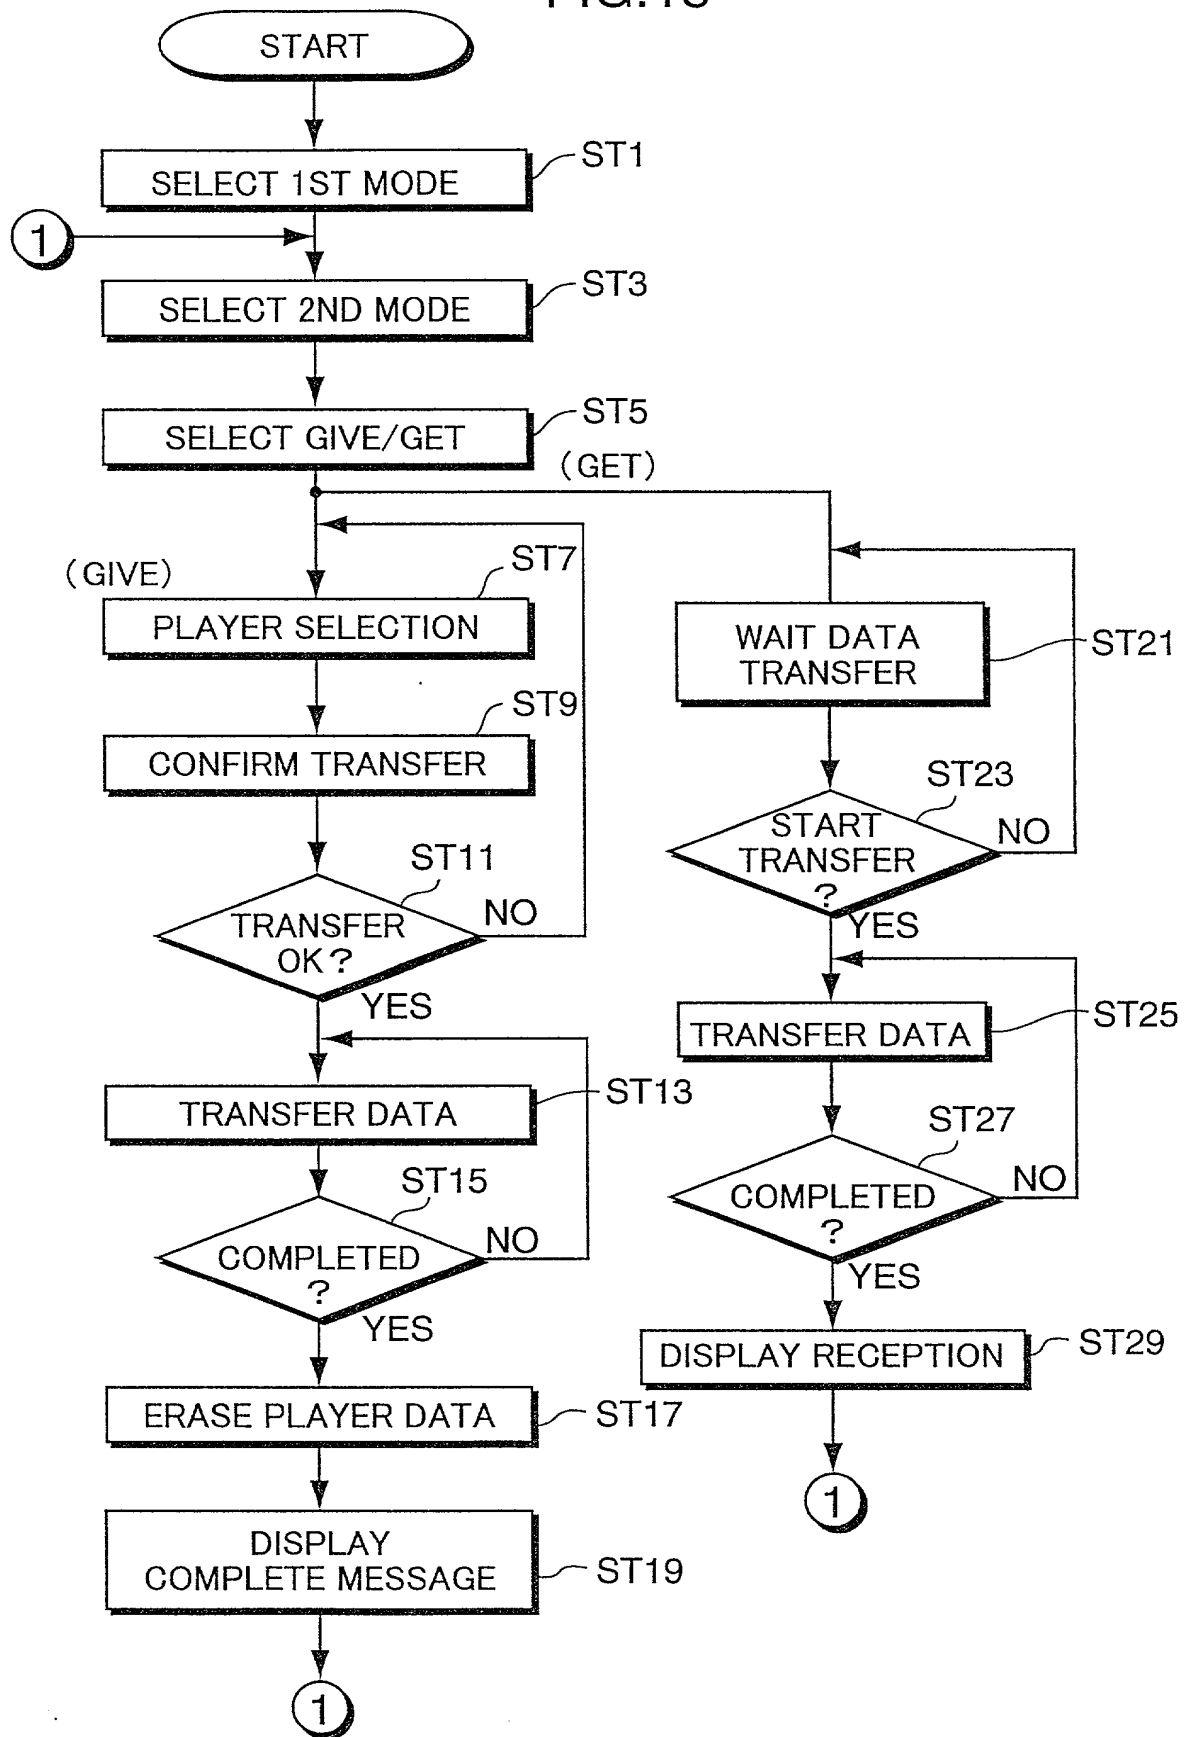 START
SELECT 1ST MODE
ST1
1
SELECT 2ND MODE
ST3
SELECT GIVE/GET
ST5
(GET)
(GIVE)
ST7
PLAYER SELECTION
ST9
CONFIRM TRANSFER
ST11
TRANSFER
OK?
NO
YES
TRANSFER DATA
ST13
ST15
COMPLETED
?
NO
YES
ERASE PLAYER DATA
ST17
DISPLAY
COMPLETE MESSAGE
ST19
1
WAIT DATA
TRANSFER
ST21
ST23
START
TRANSFER
?
NO
YES
TRANSFER DATA
ST25
ST27
COMPLETED
?
NO
YES
DISPLAY RECEPTION
ST29
1